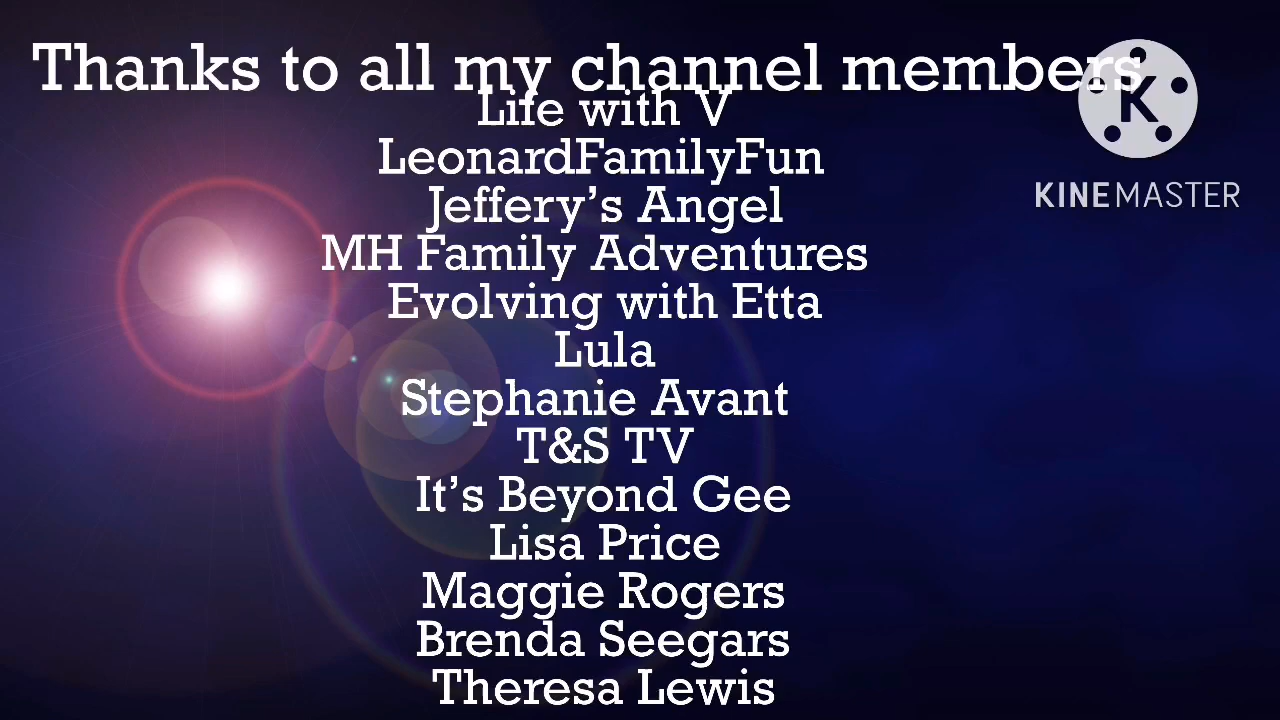 Thanks to all my channel members
Life with V
LeonardFamilyFun
Jeffery’s Angel
MH Family Adventures
Evolving with Etta
Lula
Stephanie Avant
T&S TV
It’s Beyond Gee
Lisa Price
Maggie Rogers
Brenda Seegars
Theresa Lewis
K
KINEMASTER